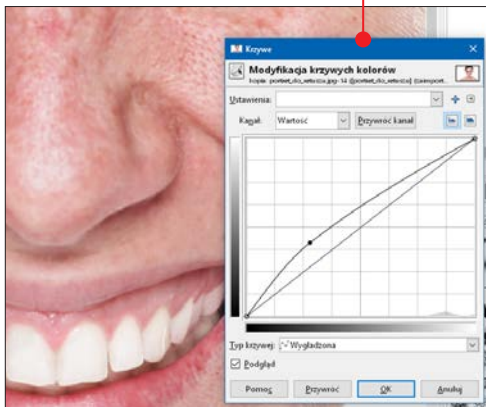 Krzywe
Modyfikacja krzywych kolorów
Ustawienia:
Kanał: Wartość Przywróć kanał
Typ krzywej: Wygładzona
Podgląd
Pomoc Przywróć OK Anuluj